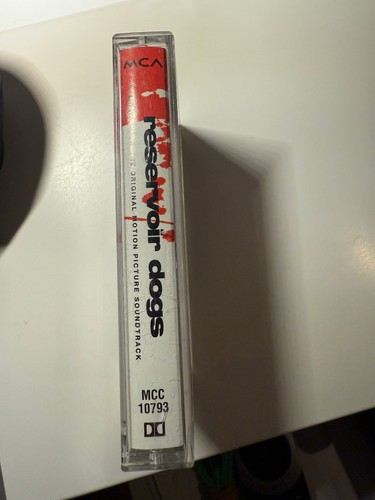 MCA
reservoir dogs
ORIGINAL MOTION PICTURE SOUNDTRACK
MCC
10793